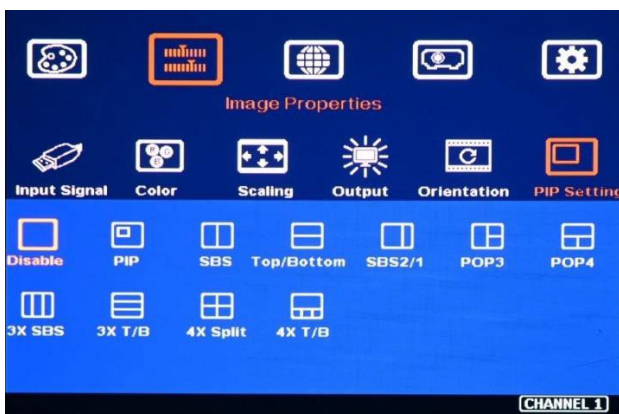 Image Properties
Input Signal Color Scaling Output Orientation PIP Setting
Disable PIP SBS Top/Bottom SBS2/1 POP3 POP4
3X SBS 3X T/B 4X Split 4X T/B
CHANNEL 1